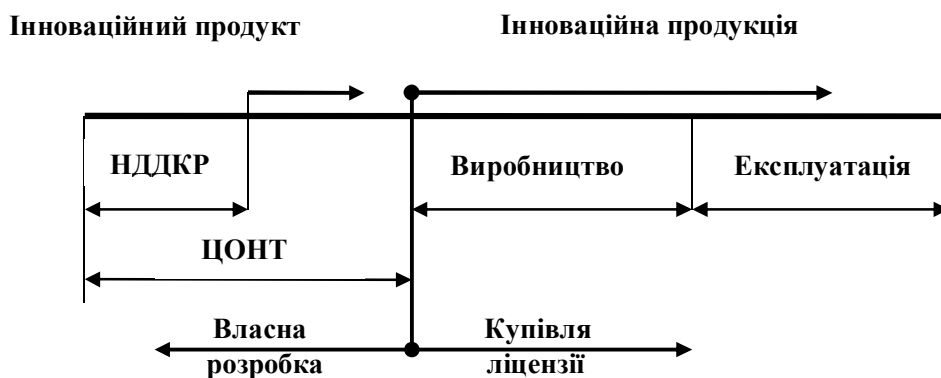 Інноваційний продукт
Інноваційна продукція
НДДКР
Виробництво
Експлуатація
ЦОНТ
Власна
розробка
Купівля
ліцензії